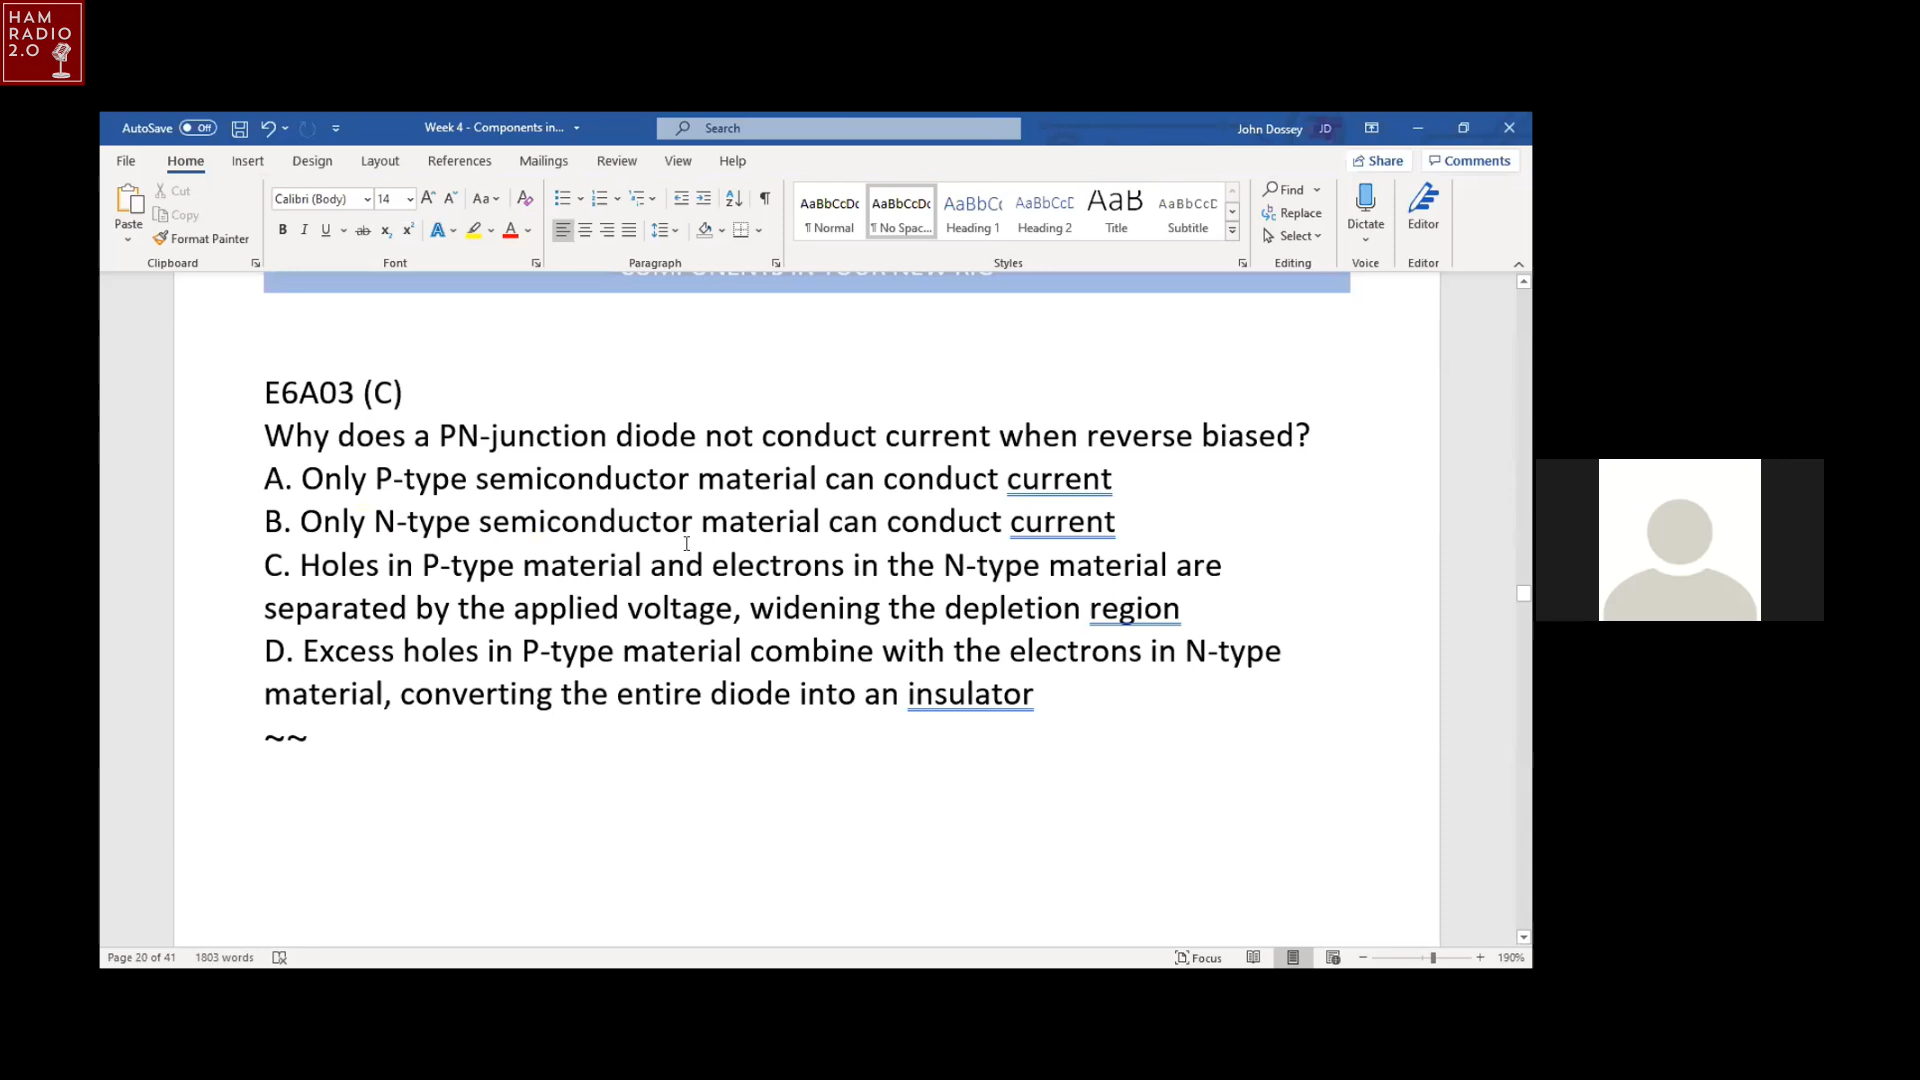 HAM
RADIO
2.0
AutoSave Off Week 4 - Components in... Search John Dossey JD
File Home Insert Design Layout References Mailings Review View Help Share Comments
Paste Cut Copy Format Painter
Calibri (Body) 14
AaBbCcDc AaBbCcDc AaBbCc AaBbCcD AaB AaBbCcD
¶ Normal ¶ No Spac... Heading 1 Heading 2 Title Subtitle
Find
Replace
Select
Dictate Editor
Clipboard Font Paragraph Styles Editing Voice Editor
COMPONENTS IN YOUR NEW RIG
E6A03 (C)
Why does a PN-junction diode not conduct current when reverse biased?
A. Only P-type semiconductor material can conduct current
B. Only N-type semiconductor material can conduct current
C. Holes in P-type material and electrons in the N-type material are
separated by the applied voltage, widening the depletion region
D. Excess holes in P-type material combine with the electrons in N-type
material, converting the entire diode into an insulator
~~
Page 20 of 41 1803 words Focus 190%